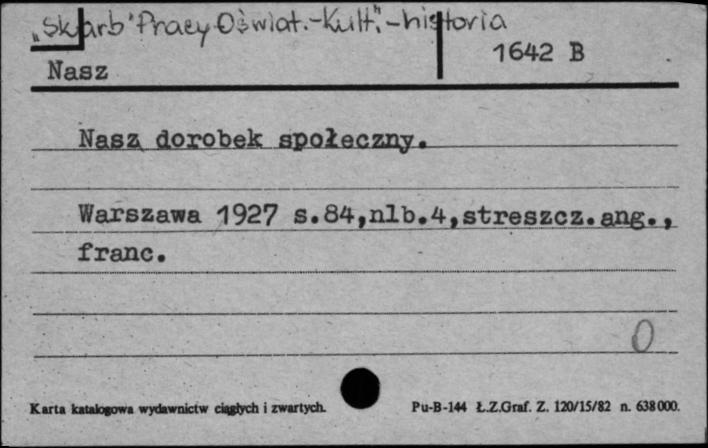 „Skarb" Pracy Oświat.-Kult."-historia
1642 B
Nasz
Nasz dorobek społeczny.
Warszawa 1927 s.84,nlb.4,streszcz.ang.,
franc.
0
Karta katalogowa wydawnictw ciągłych i zwartych. Pu-B-144 Ł.Z.Graf. Z. 120/15/82 n. 638000.